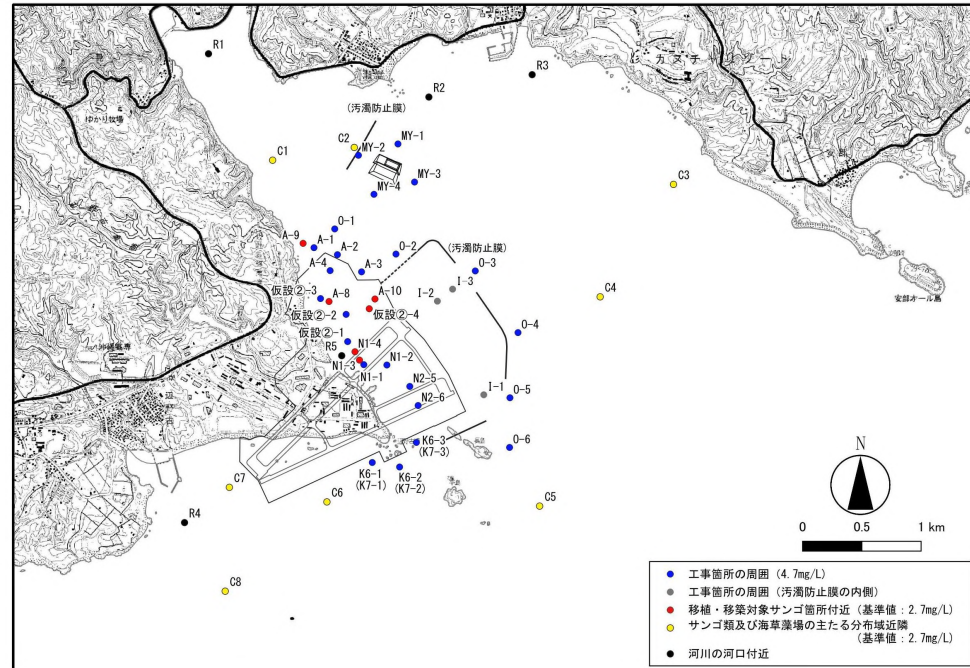 R1
R3
カヌチャリゾート
R2
(汚濁防止膜)
ゆかり牧場
C2
MY-1
MY-2
C1
MY-3
C3
MY-4
O-1
A-9
A-1
A-2
O-2
(汚濁防止膜)
A-4
A-3
O-3
I-3
安部オール島
仮設②-3
A-8
A-10
I-2
C4
仮設②-2
仮設②-4
仮設②-1
O-4
R5
N1-4
N1-3
N1-2
N1-1
N2-5
I-1
O-5
N2-6
K6-3
(K7-3)
O-6
N
K6-1
(K7-1)
K6-2
(K7-2)
C7
C6
C5
R4
0 0.5 1 km
C8
工事箇所の周囲 (4.7mg/L)
工事箇所の周囲 (汚濁防止膜の内側)
移植・移築対象サンゴ箇所付近 (基準値：2.7mg/L)
サンゴ類及び海草藻場の主たる分布域近隣
(基準値：2.7mg/L)
河川の河口付近